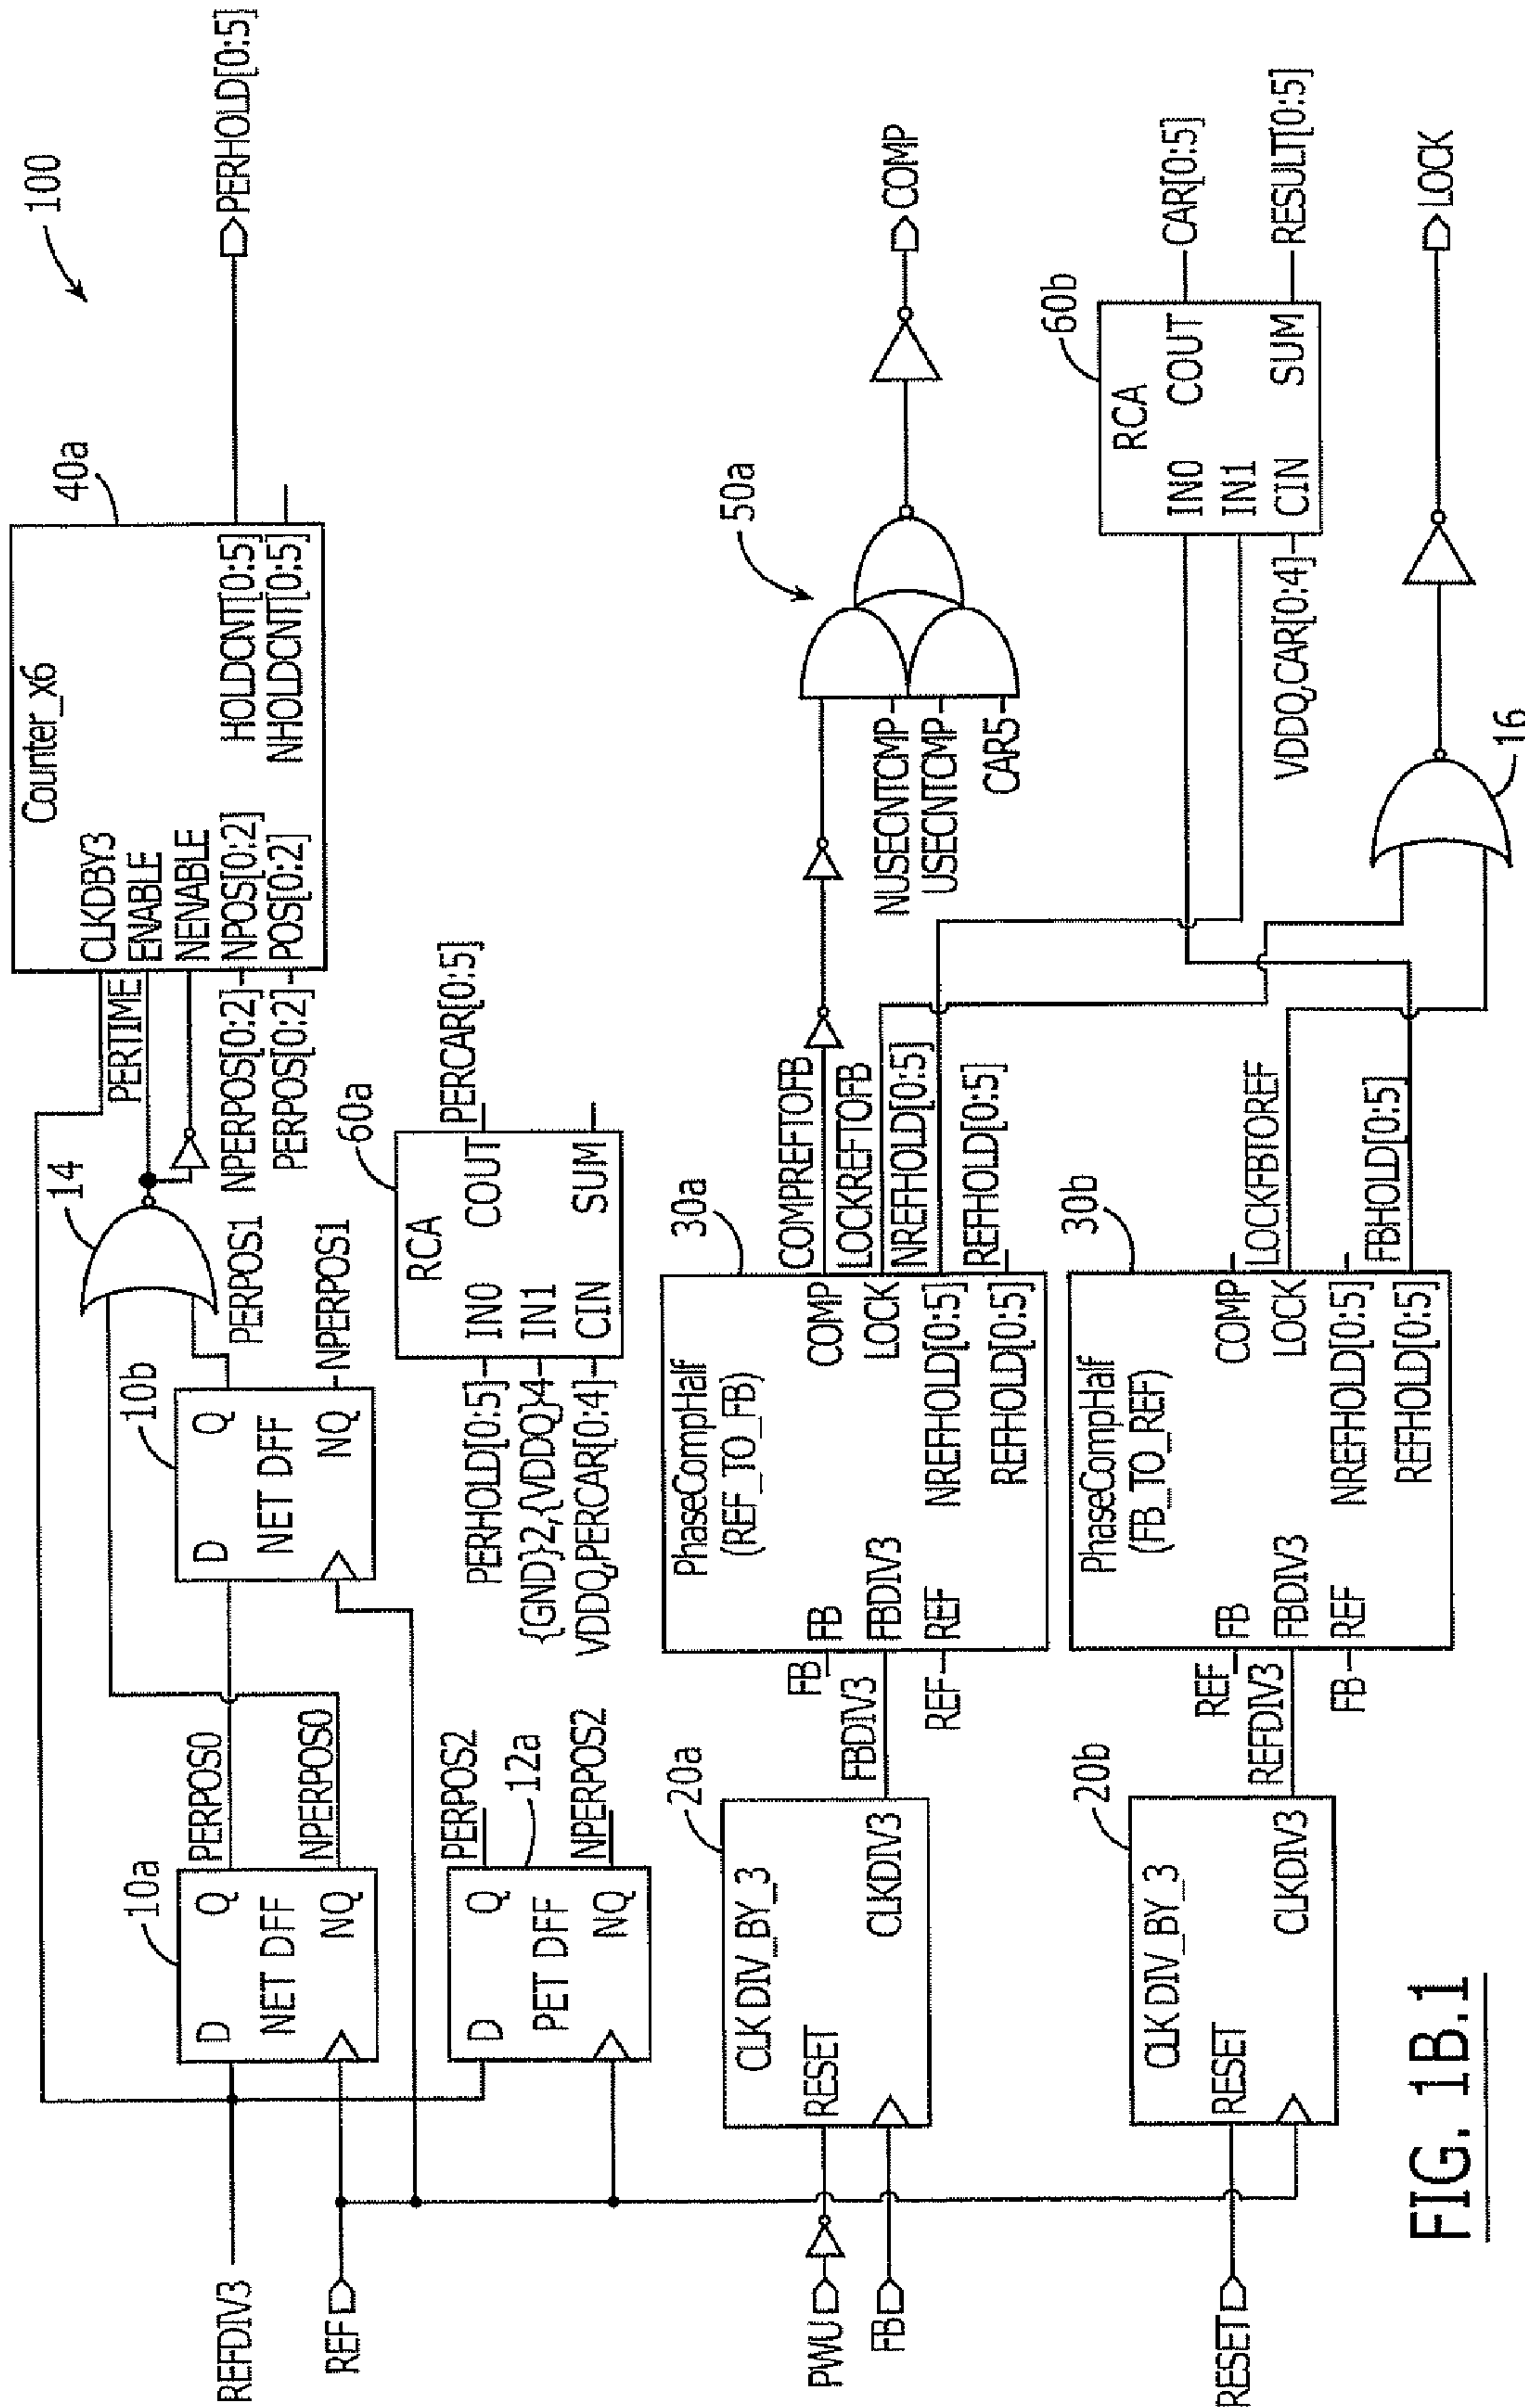 100
REFDIV3
REF
10a
D
Q
NET DFF
NQ
PERPOS0
NPERPOS0
10b
D
Q
NET DFF
NQ
PERPOS1
NPERPOS1
14
PERTIME
NPERPOS[0:2]
PERPOS[0:2]
Counter_x6
40a
CLKDBY3
ENABLE
NENABLE
NPOS[0:2]
POS[0:2]
HOLDCNT[0:5]
NHOLDCNT[0:5]
PERHOLD[0:5]
12a
D
Q
PET DFF
NQ
PERPOS2
NPERPOS2
60a
RCA
IN0
COUT
IN1
CIN
SUM
PERHOLD[0:5]
{GND}2,{VDDQ}4
VDDQ,PERCAR[0:4]
PERCAR[0:5]
PWU
FB
20a
CLK DIV_BY_3
RESET
CLKDIV3
FB
FBDIV3
REF
30a
PhaseCompHalf
(REF_TO_FB)
FB
FBDIV3
REF
COMP
LOCK
NREFHOLD[0:5]
REFHOLD[0:5]
COMPREFTOFB
LOCKREFTOFB
NREFHOLD[0:5]
REFHOLD[0:5]
50a
NUSECNTCMP
USECNTCMP
CAR5
COMP
60b
RCA
IN0
COUT
IN1
CIN
SUM
VDDQ,CAR[0:4]
CAR[0:5]
RESULT[0:5]
RESET
20b
CLK DIV_BY_3
RESET
CLKDIV3
REF
REFDIV3
FB
30b
PhaseCompHalf
(FB_TO_REF)
FB
FBDIV3
REF
COMP
LOCK
NREFHOLD[0:5]
REFHOLD[0:5]
LOCKFBTOREF
FBHOLD[0:5]
16
LOCK
FIG. 1B.1